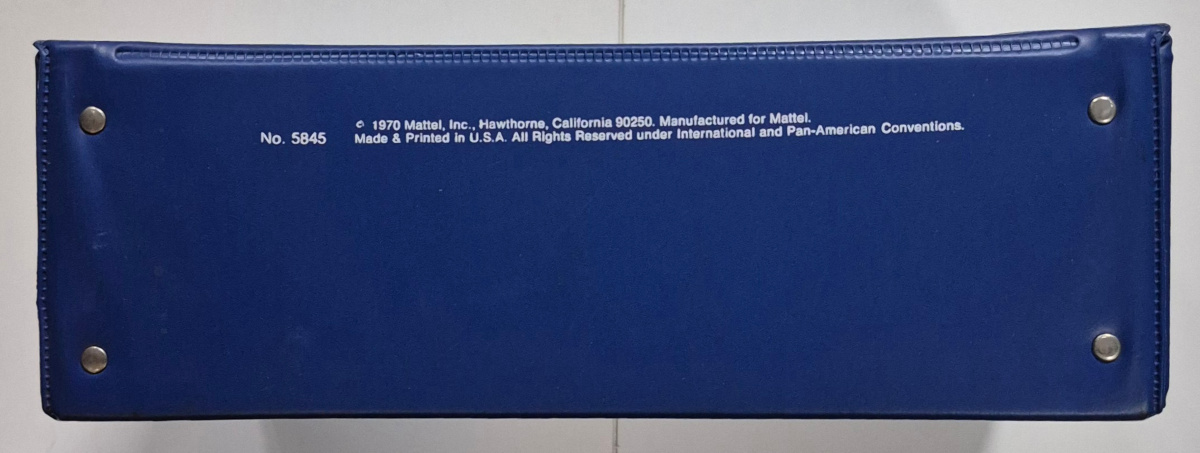 No. 5845
© 1970 Mattel, Inc., Hawthorne, California 90250. Manufactured for Mattel.
Made & Printed in U.S.A. All Rights Reserved under International and Pan-American Conventions.